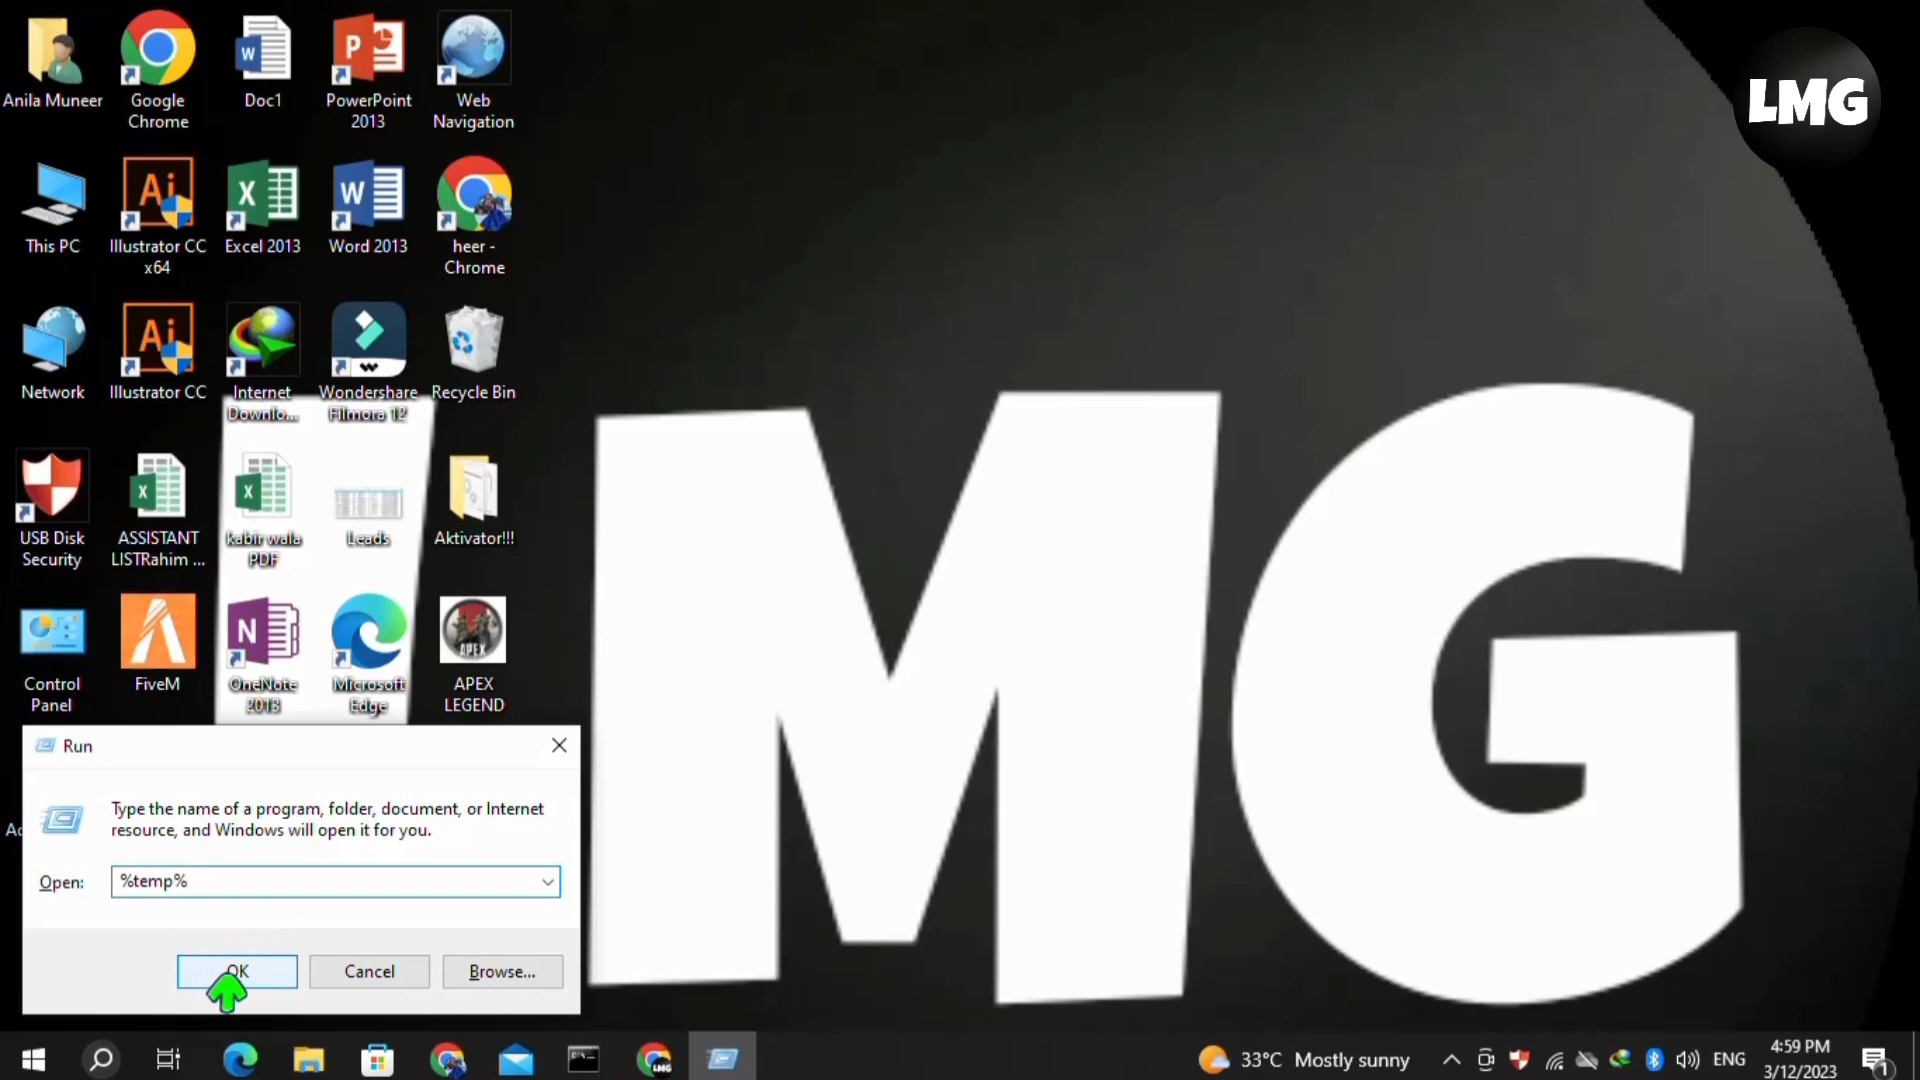 LMG
Anila Muneer
Google
Chrome
Doc1
PowerPoint
2013
Web
Navigation
This PC
Illustrator CC
x64
Excel 2013
Word 2013
heer -
Chrome
Network
Illustrator CC
Internet
Downlo...
Wondershare
Filmora 12
Recycle Bin
USB Disk
Security
ASSISTANT
LISTRahim ...
kabir wala
PDF
Leads
Aktivator!!!
Control
Panel
FiveM
OneNote
2013
Microsoft
Edge
APEX
LEGEND
MG
Run
Type the name of a program, folder, document, or Internet
resource, and Windows will open it for you.
Open:
%temp%
OK
Cancel
Browse...
33°C Mostly sunny
ENG
4:59 PM
3/12/2023
1